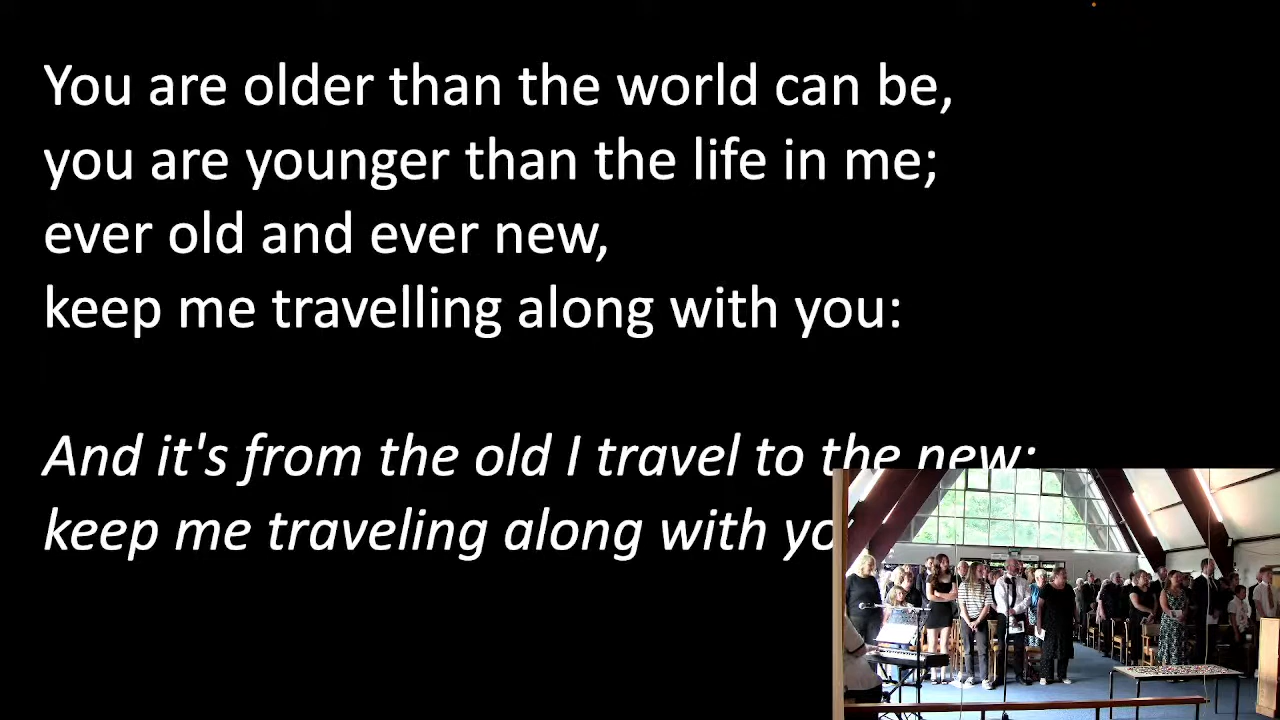 You are older than the world can be,
you are younger than the life in me;
ever old and ever new,
keep me travelling along with you:
And it's from the old I travel to the new;
keep me traveling along with yo